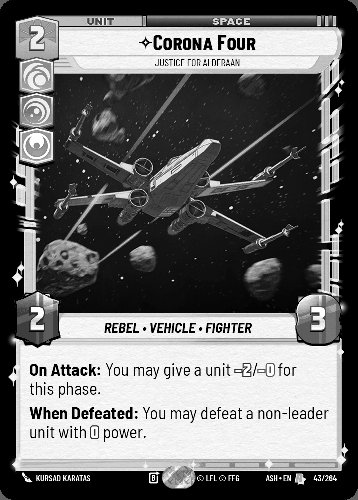 UNIT SPACE
2 Corona Four
JUSTICE FOR ALDERAAN
2 REBEL • VEHICLE • FIGHTER 3
On Attack: You may give a unit -2/-0 for
this phase.
When Defeated: You may defeat a non-leader
unit with 0 power.
KURSAD KARATAS © LFL © FFG ASH • EN 43/264